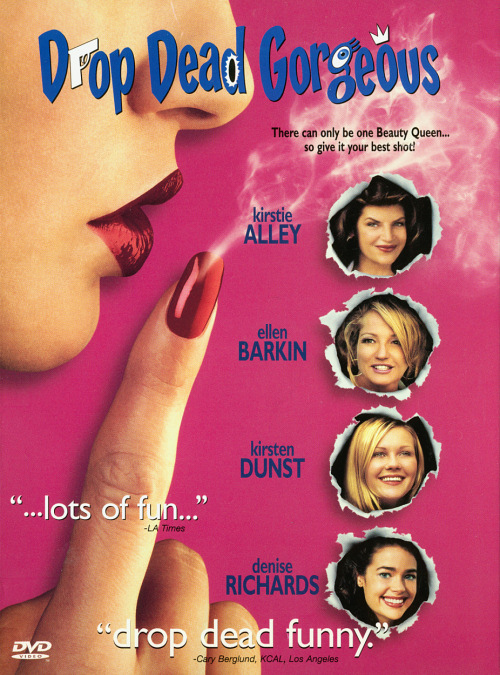 Drop Dead Gorgeous
There can only be one Beauty Queen...
so give it your best shot!
kirstie
ALLEY
ellen
BARKIN
kirsten
DUNST
“...lots of fun...”
-LA Times
denise
RICHARDS
“drop dead funny.”
-Cary Berglund, KCAL, Los Angeles
DVD
VIDEO